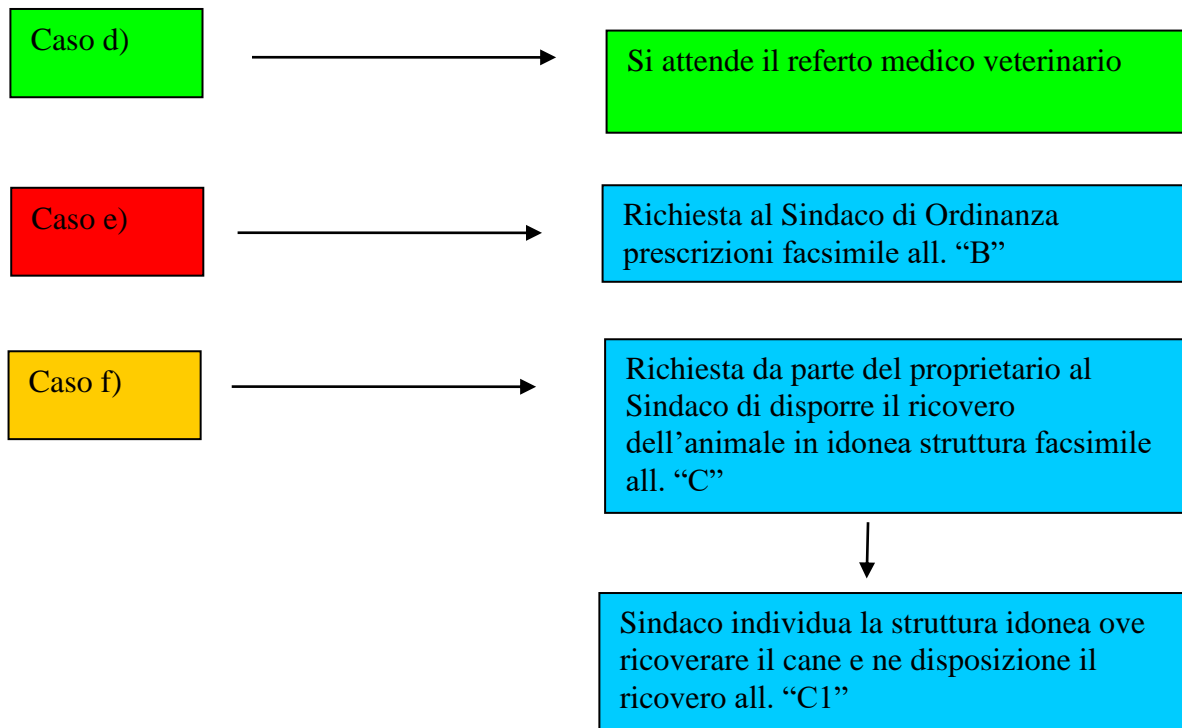 Caso d)
Si attende il referto medico veterinario
Caso e)
Richiesta al Sindaco di Ordinanza
prescrizioni facsimile all. “B”
Caso f)
Richiesta da parte del proprietario al
Sindaco di disporre il ricovero
dell’animale in idonea struttura facsimile
all. “C”
Sindaco individua la struttura idonea ove
ricoverare il cane e ne disposizione il
ricovero all. “C1”